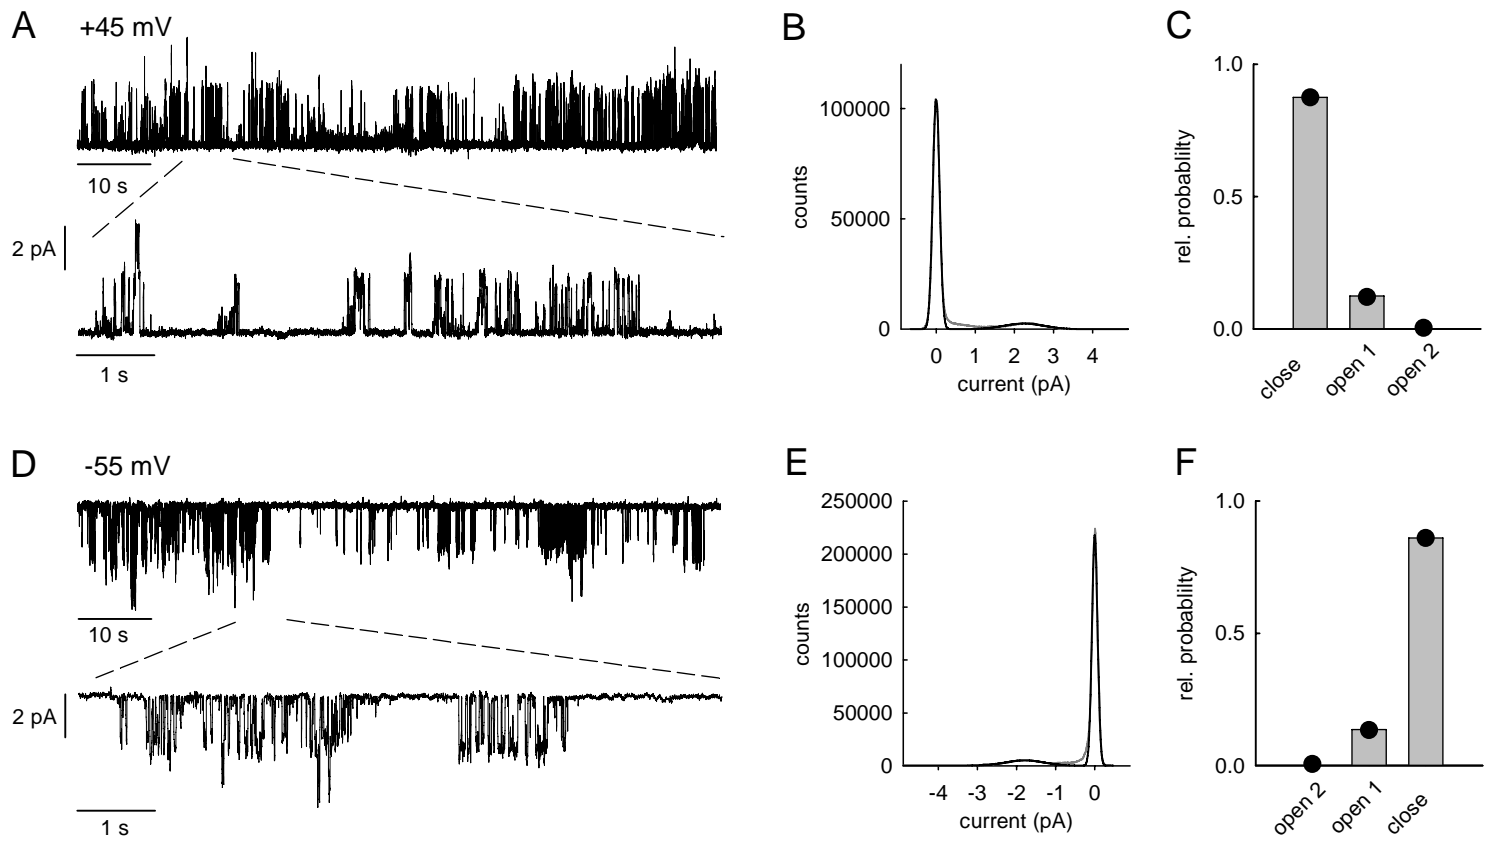 A
+45 mV
10 s
2 pA
1 s
B
counts
100000
50000
0
0 1 2 3 4
current (pA)
C
rel. probablilty
1.0
0.5
0.0
close
open 1
open 2
D
-55 mV
10 s
2 pA
1 s
E
counts
250000
200000
150000
100000
50000
0
-4 -3 -2 -1 0
current (pA)
F
rel. probablilty
1.0
0.5
0.0
open 2
open 1
close